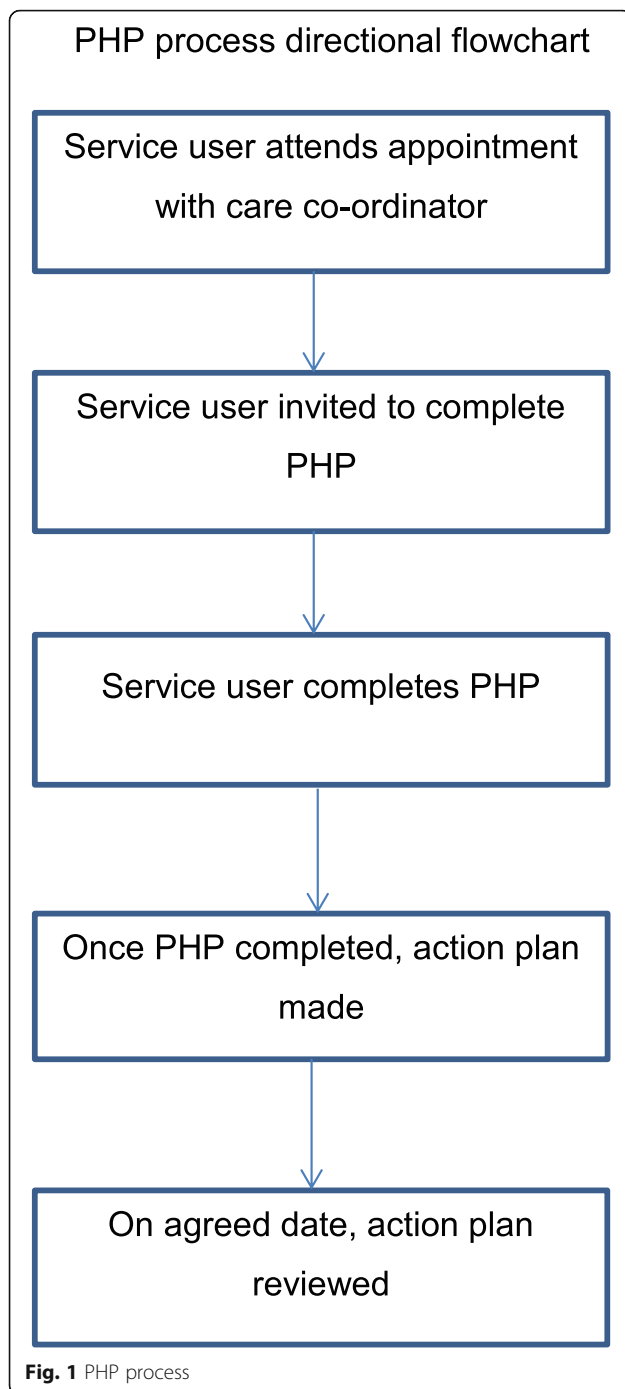 PHP process directional flowchart
Service user attends appointment
with care co-ordinator
Service user invited to complete
PHP
Service user completes PHP
Once PHP completed, action plan
made
On agreed date, action plan
reviewed
Fig. 1 PHP process